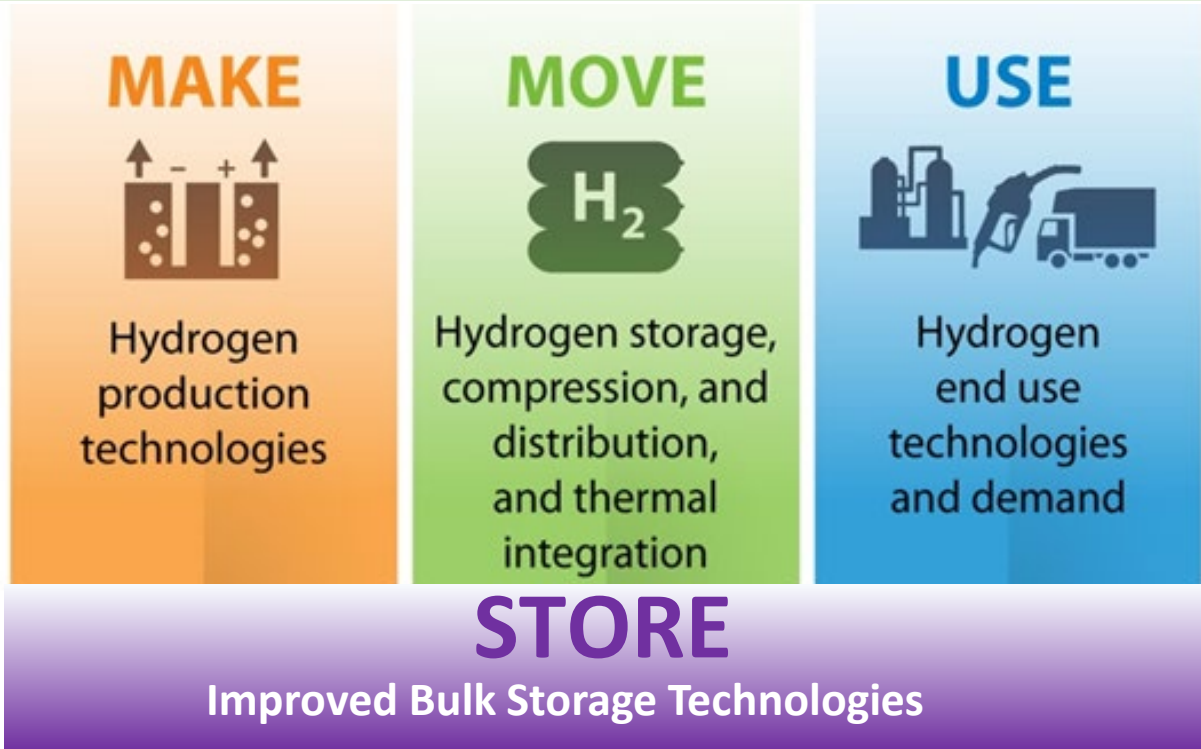 MAKE
- +
Hydrogen
production
technologies
MOVE
H2
Hydrogen storage,
compression, and
distribution,
and thermal
integration
USE
Hydrogen
end use
technologies
and demand
STORE
Improved Bulk Storage Technologies